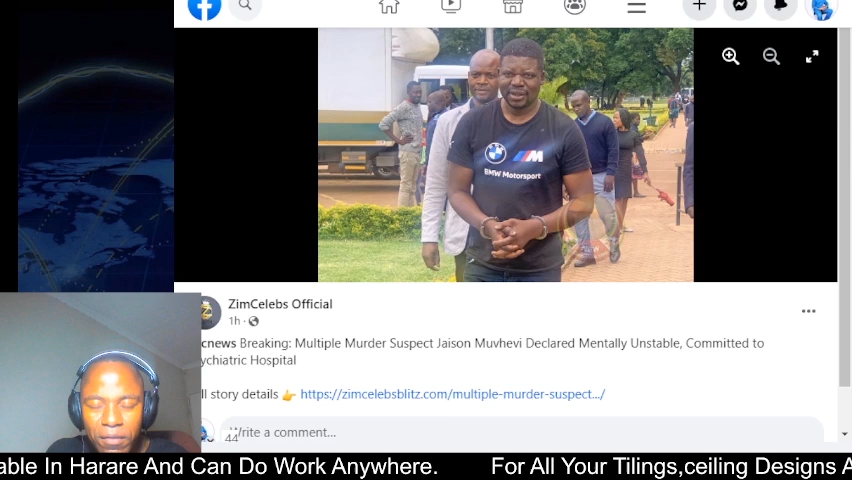 BMW Motorsport
ZimCelebs Official
1h
cnews Breaking: Multiple Murder Suspect Jaison Muvhevi Declared Mentally Unstable, Committed to
ychiatric Hospital
ll story details 👉 https://zimcelebsblitz.com/multiple-murder-suspect.../
Write a comment...
44
able In Harare And Can Do Work Anywhere. For All Your Tilings,ceiling Designs A